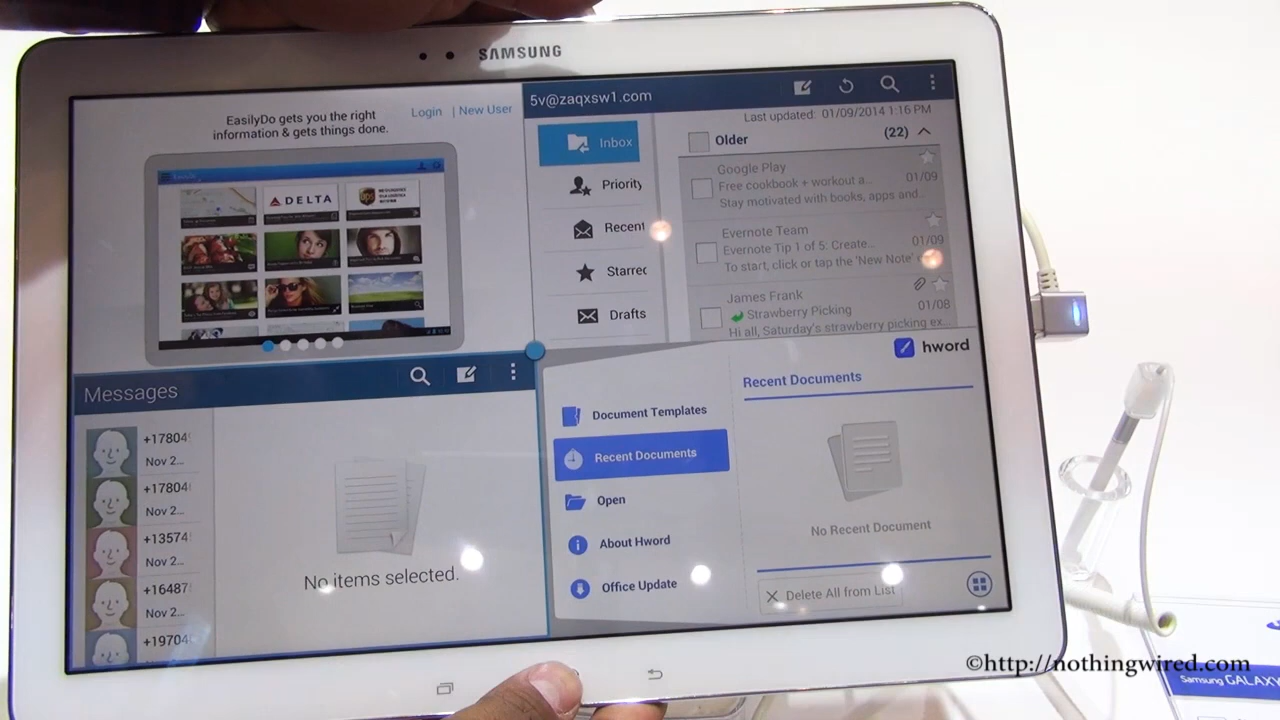 SAMSUNG
EasilyDo gets you the right
information & gets things done.
Login | New User
DELTA
ups
5v@zaqxsw1.com
Last updated: 01/09/2014 1:16 PM
Inbox
Priority
Recent
Starred
Drafts
Older (22)
Google Play
Free cookbook + workout a... 01/09
Stay motivated with books, apps and...
Evernote Team
Evernote Tip 1 of 5: Create... 01/09
To start, click or tap the 'New Note'
James Frank
Strawberry Picking 01/08
Hi all, Saturday's strawberry picking ex...
Messages
+17804
Nov 2...
+17804
Nov 2...
+13574
Nov 2...
+16487
Nov 2...
+19704
No items selected.
hword
Document Templates
Recent Documents
Open
About Hword
Office Update
Recent Documents
No Recent Document
Delete All from List
©http://nothingwired.com
Samsung GALAXY